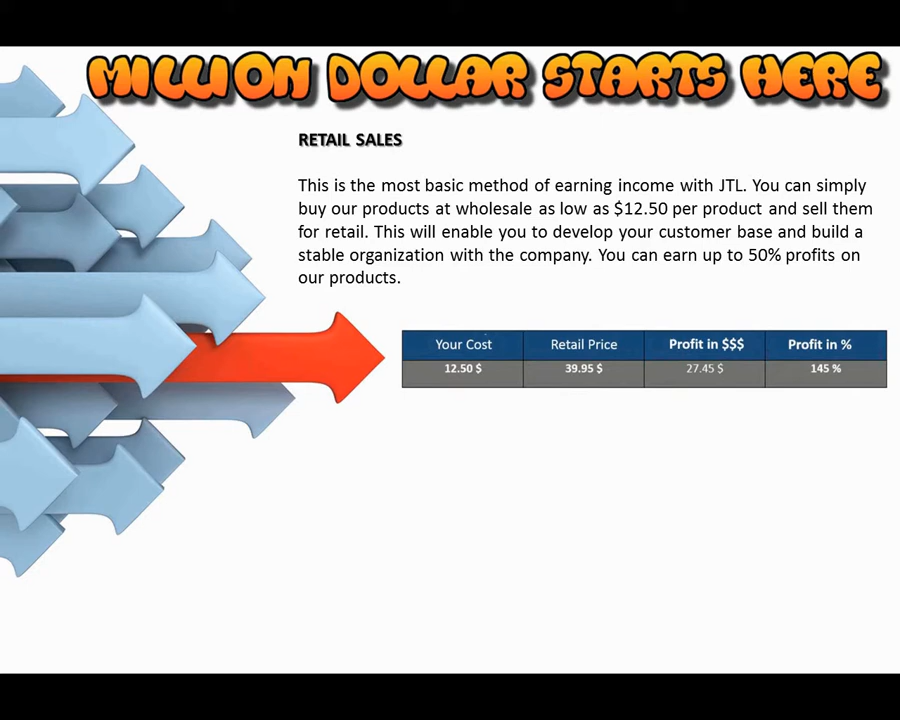 MILLION DOLLAR STARTS HERE
RETAIL SALES
This is the most basic method of earning income with JTL. You can simply
buy our products at wholesale as low as $12.50 per product and sell them
for retail. This will enable you to develop your customer base and build a
stable organization with the company. You can earn up to 50% profits on
our products.
Your Cost Retail Price Profit in $$$ Profit in %
12.50 $ 39.95 $ 27.45 $ 145 %